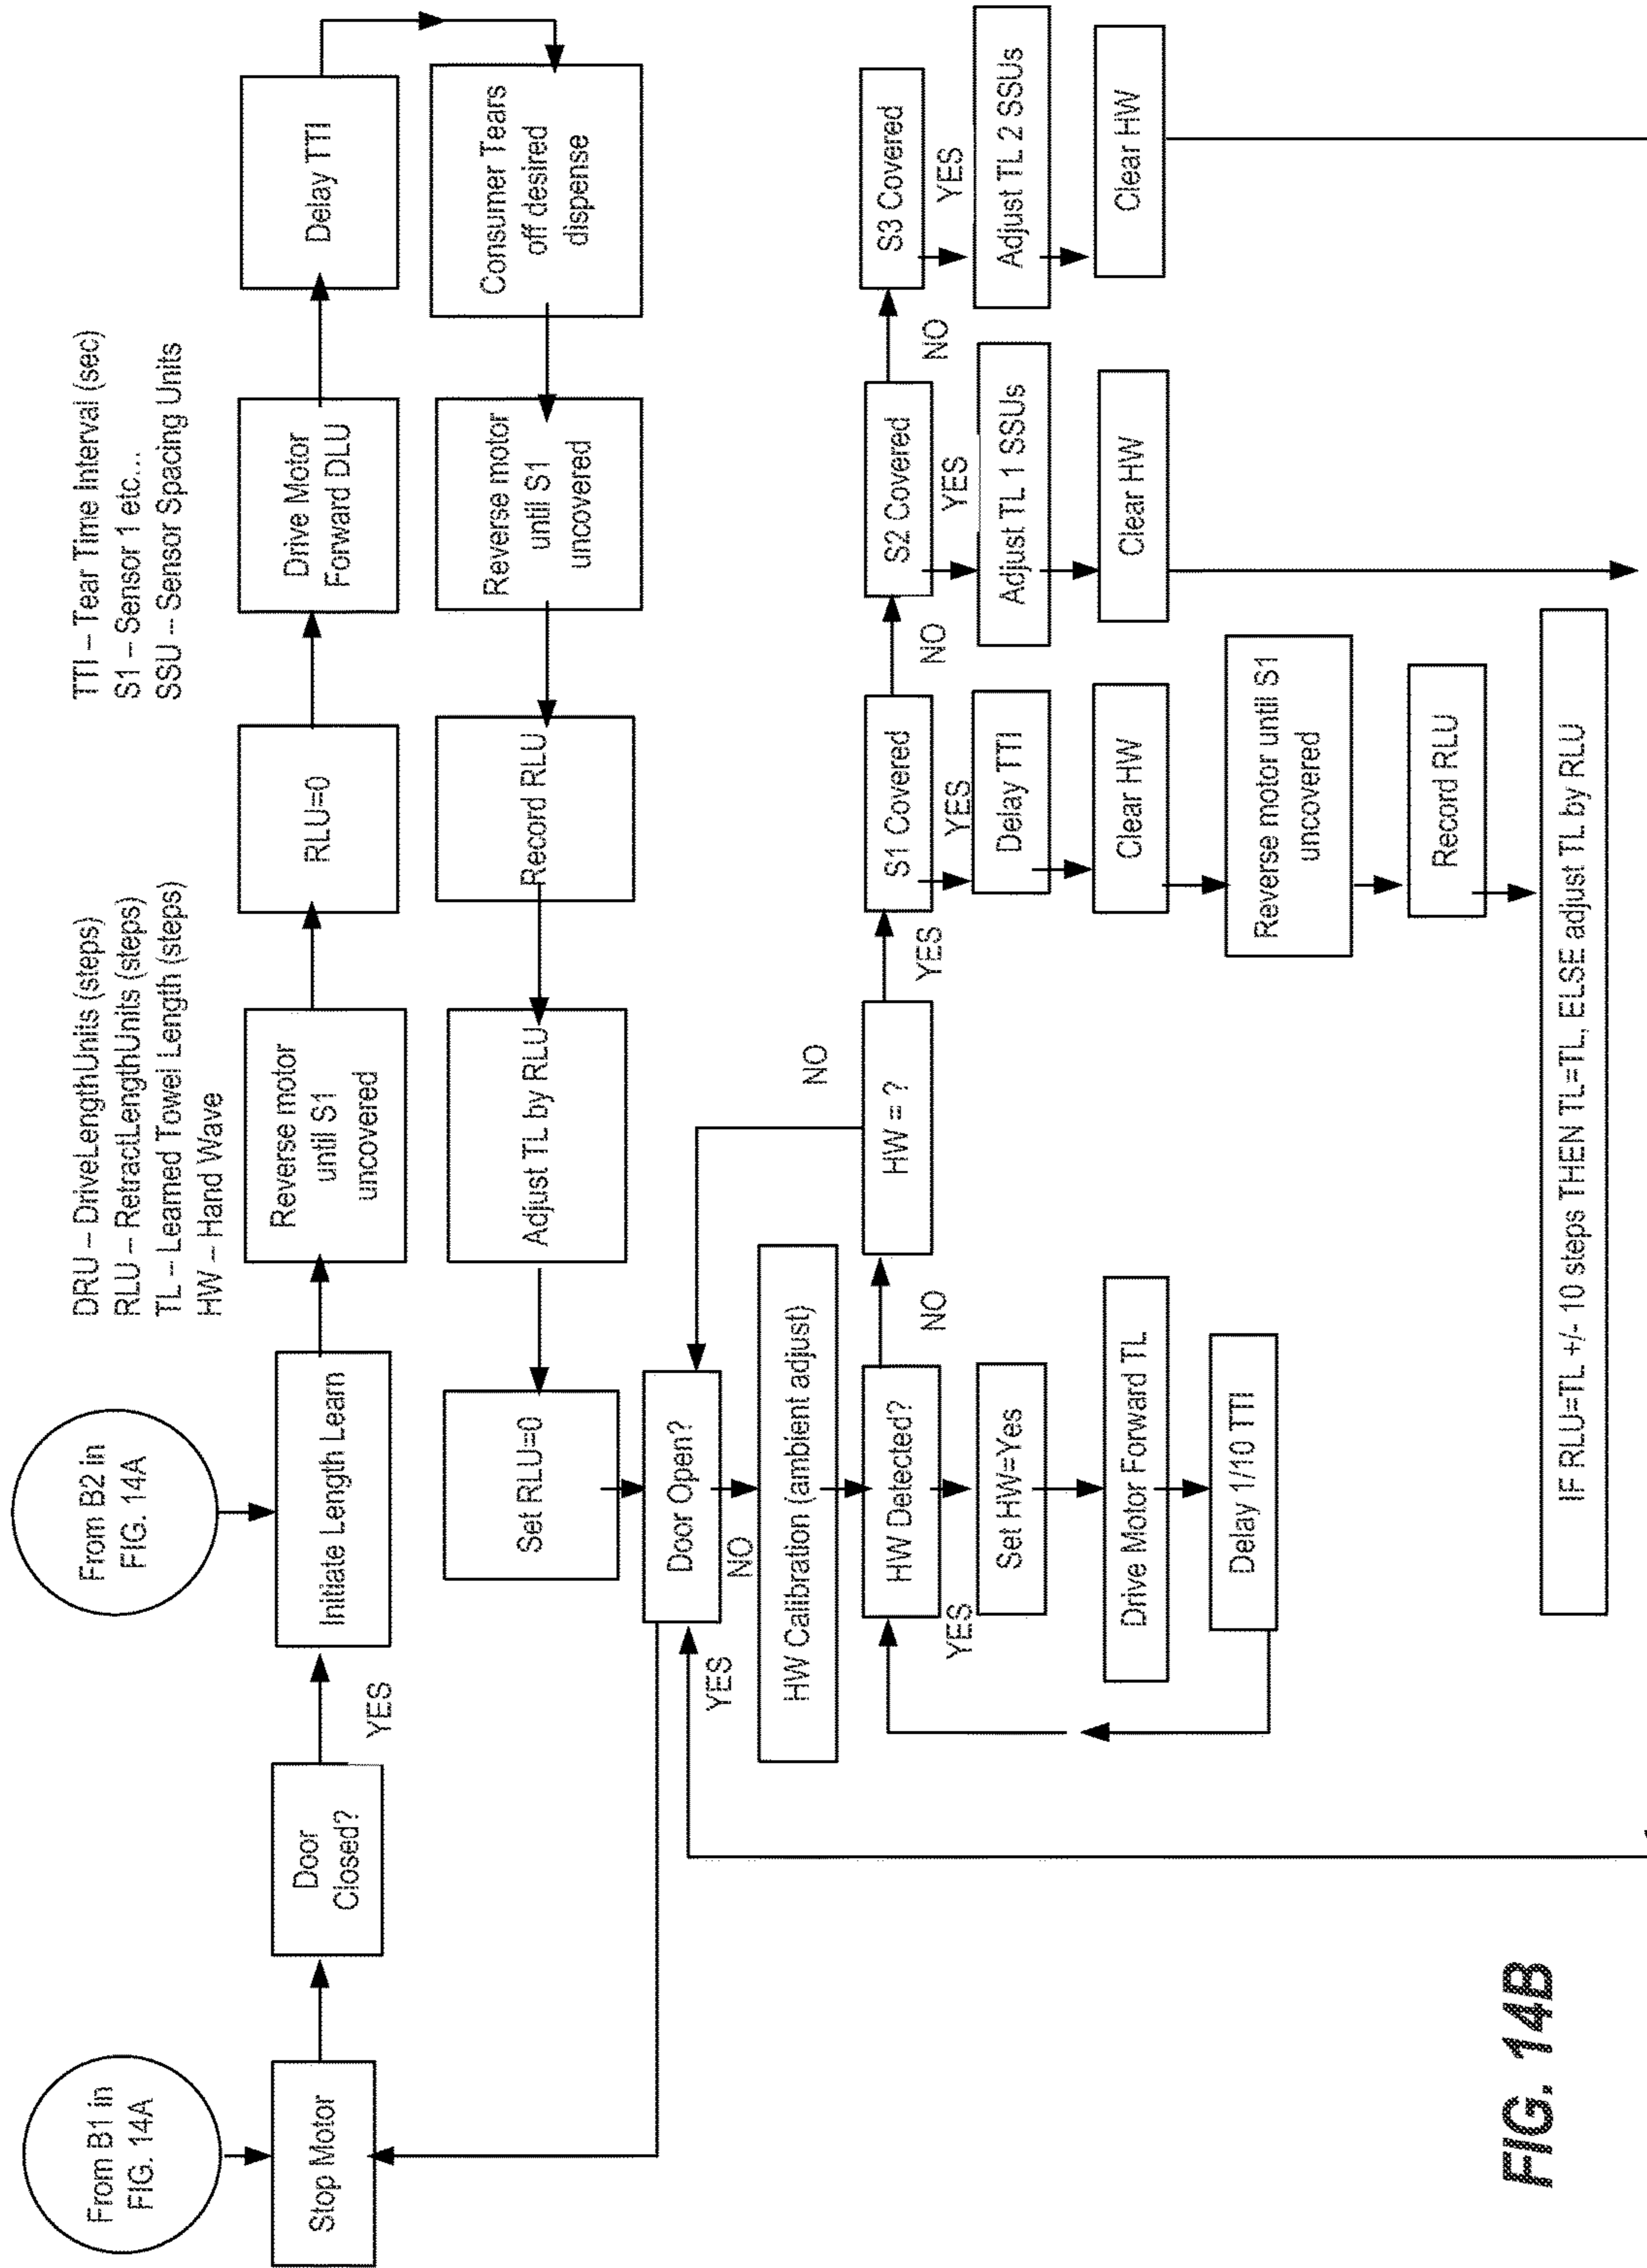 From B1 in
FIG. 14A
From B2 in
FIG. 14A
DRU – DriveLengthUnits (steps)
RLU – RetractLengthUnits (steps)
TL – Learned Towel Length (steps)
HW – Hand Wave
TTI – Tear Time Interval (sec)
S1 – Sensor 1 etc...
SSU – Sensor Spacing Units
Stop Motor
Door
Closed?
YES
Initiate Length Learn
Reverse motor
until S1
uncovered
RLU=0
Drive Motor
Forward DLU
Delay TTI
Set RLU=0
Adjust TL by RLU
Record RLU
Reverse motor
until S1
uncovered
Consumer Tears
off desired
dispense
Door Open?
YES
NO
NO
HW Calibration (ambient adjust)
HW Detected?
NO
HW = ?
YES
S1 Covered
NO
S2 Covered
NO
S3 Covered
YES
YES
YES
YES
Set HW=Yes
Delay TTI
Adjust TL 1 SSUs
Adjust TL 2 SSUs
Drive Motor Forward TL
Clear HW
Clear HW
Clear HW
Delay 1/10 TTI
Reverse motor until S1
uncovered
Record RLU
IF RLU=TL +/- 10 steps THEN TL=TL, ELSE adjust TL by RLU
FIG. 14B